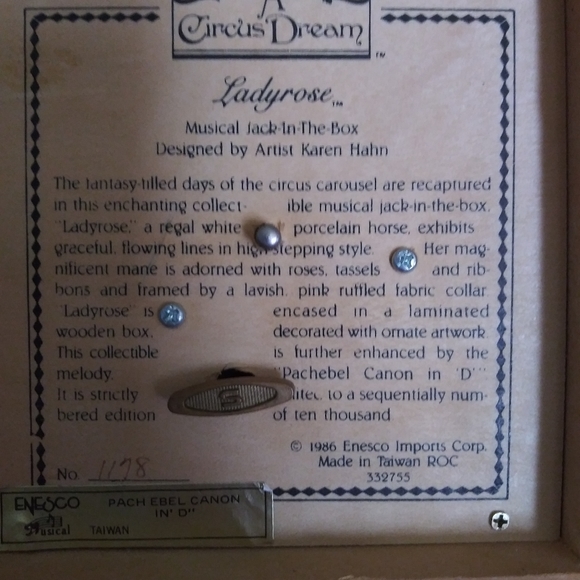 A
Circus Dream
TM
Ladyrose TM
Musical Jack-In-The-Box
Designed by Artist Karen Hahn
The fantasy-filled days of the circus carousel are recaptured
in this enchanting collect- ible musical jack-in-the-box.
"Ladyrose," a regal white porcelain horse, exhibits
graceful, flowing lines in high stepping style. Her mag-
nificent mane is adorned with roses, tassels and rib-
bons and framed by a lavish, pink ruffled fabric collar
"Ladyrose" is encased in a laminated
wooden box, decorated with ornate artwork.
This collectible is further enhanced by the
melody, "Pachebel Canon in 'D'"
It is strictly to a sequentially num-
bered edition of ten thousand
© 1986 Enesco Imports Corp.
Made in Taiwan ROC
332755
No. 1178
ENESCO PACH EBEL CANON
IN' D"
Musical TAIWAN